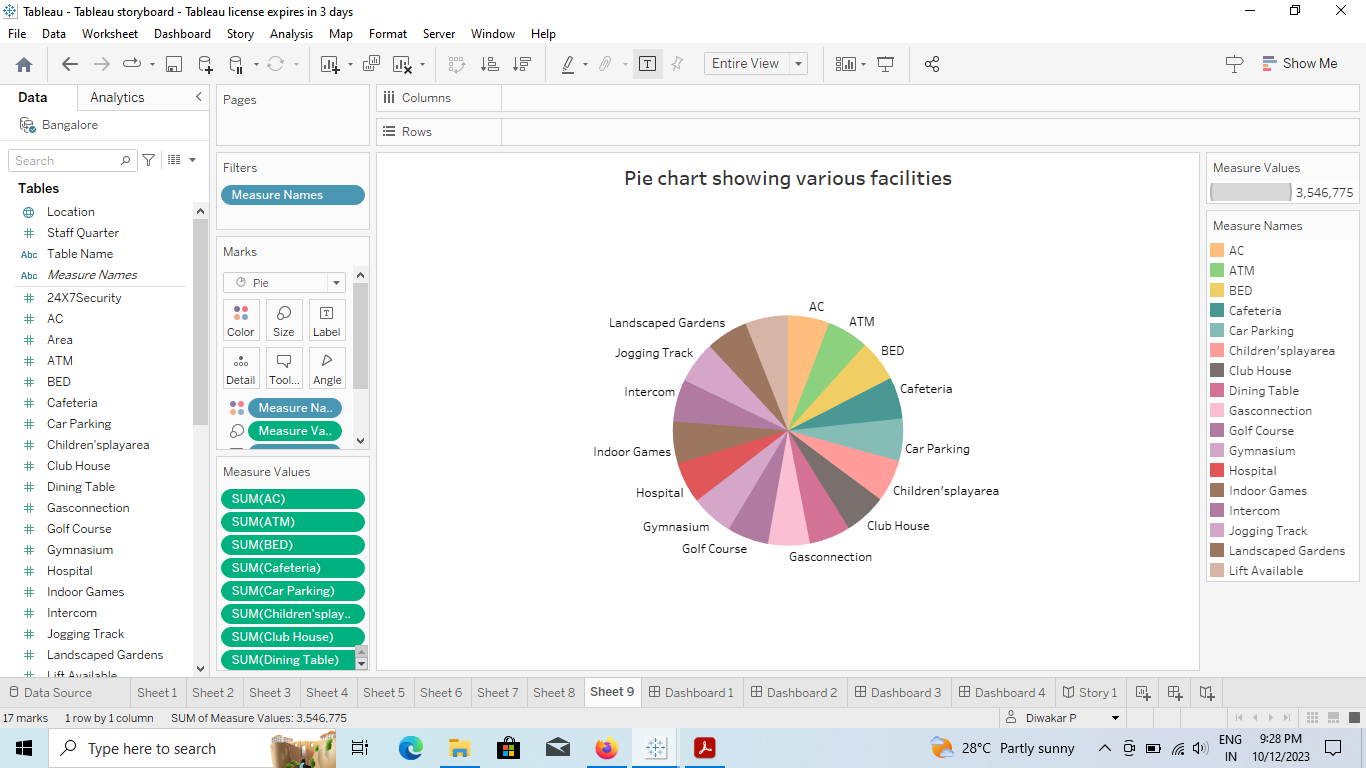 Tableau - Tableau storyboard - Tableau license expires in 3 days
File Data Worksheet Dashboard Story Analysis Map Format Server Window Help
Entire View
Show Me
Data Analytics
Bangalore
Search
Tables
Location
Staff Quarter
Abc Table Name
Abc Measure Names
24X7Security
AC
Area
ATM
BED
Cafeteria
Car Parking
Children'splayarea
Club House
Dining Table
Gasconnection
Golf Course
Gymnasium
Hospital
Indoor Games
Intercom
Jogging Track
Landscaped Gardens
Lift Available
Pages
Filters
Measure Names
Marks
Pie
Color Size Label
Detail Tool... Angle
Measure Na..
Measure Va..
Measure Values
SUM(AC)
SUM(ATM)
SUM(BED)
SUM(Cafeteria)
SUM(Car Parking)
SUM(Children'splay..
SUM(Club House)
SUM(Dining Table)
Columns
Rows
Pie chart showing various facilities
AC
ATM
BED
Cafeteria
Car Parking
Children'splayarea
Club House
Gasconnection
Golf Course
Gymnasium
Hospital
Indoor Games
Intercom
Jogging Track
Landscaped Gardens
Measure Values
3,546,775
Measure Names
AC
ATM
BED
Cafeteria
Car Parking
Children'splayarea
Club House
Dining Table
Gasconnection
Golf Course
Gymnasium
Hospital
Indoor Games
Intercom
Jogging Track
Landscaped Gardens
Lift Available
Data Source Sheet 1 Sheet 2 Sheet 3 Sheet 4 Sheet 5 Sheet 6 Sheet 7 Sheet 8 Sheet 9 Dashboard 1 Dashboard 2 Dashboard 3 Dashboard 4 Story 1
17 marks 1 row by 1 column SUM of Measure Values: 3,546,775 Diwakar P
Type here to search 28°C Partly sunny ENG 9:28 PM
IN 10/12/2023